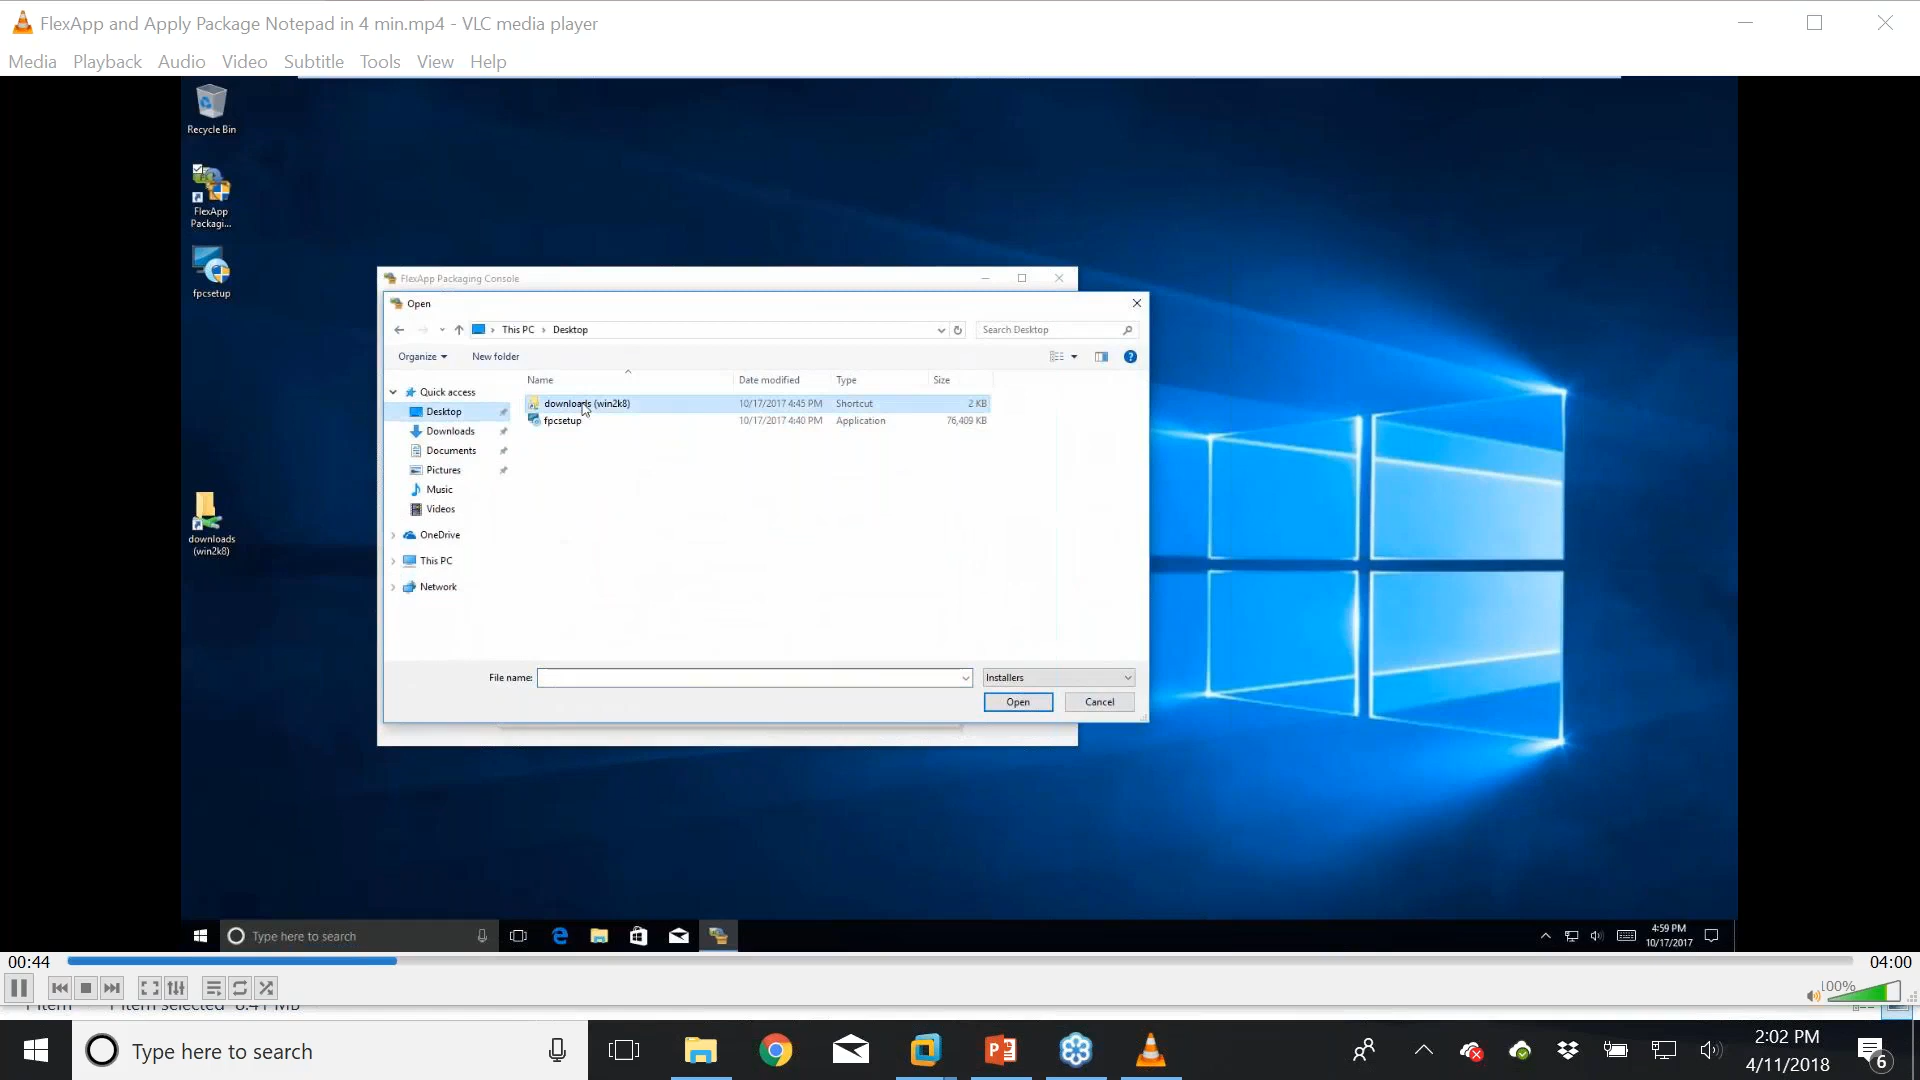 FlexApp and Apply Package Notepad in 4 min.mp4 - VLC media player
Media Playback Audio Video Subtitle Tools View Help
Recycle Bin
FlexApp
Packagi...
fpcsetup
downloads
(win2k8)
FlexApp Packaging Console
Open
This PC > Desktop
Search Desktop
Organize
New folder
Name Date modified Type Size
downloads (win2k8) 10/17/2017 4:45 PM Shortcut 2 KB
fpcsetup 10/17/2017 4:40 PM Application 76,409 KB
Quick access
Desktop
Downloads
Documents
Pictures
Music
Videos
OneDrive
This PC
Network
File name:
Installers
Open Cancel
Type here to search
4:59 PM
10/17/2017
00:44
04:00
100%
Type here to search
2:02 PM
4/11/2018
6